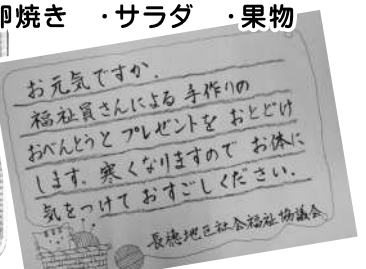 卵焼き ・サラダ ・果物
お元気ですか、
福祉員さんによる 手作りの
おべんとうと プレゼントを おとどけ
します。寒くなりますので お体に
気をつけて おすごしください。
長徳地区社会福祉協議会